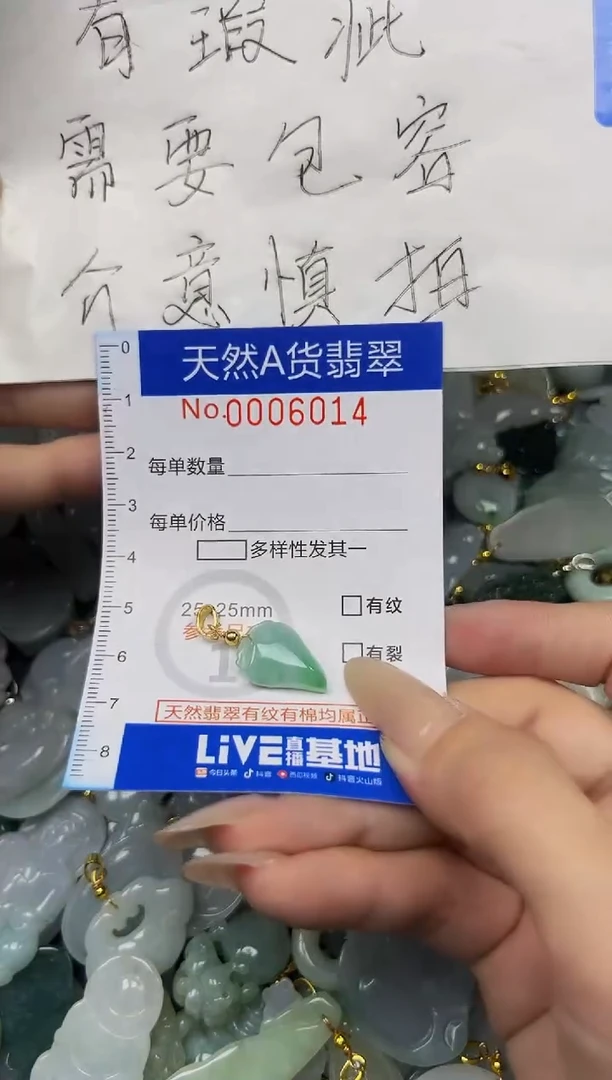 有瑕疵
需要包容
介意慎拍
天然A货翡翠
No.0006014
每单数量
每单价格
多样性发其一
25 25mm
有纹
有裂
天然翡翠有纹有棉均属正
LiVE直播基地
今日头条 抖音 西瓜视频 抖音火山版
0
1
2
3
4
5
6
7
8